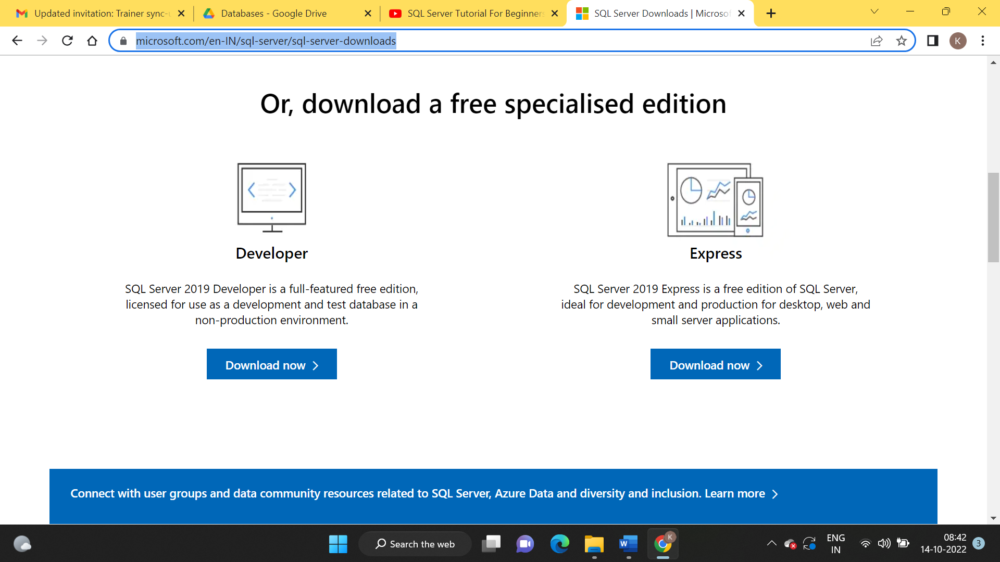 Updated invitation: Trainer sync-u
Databases - Google Drive
SQL Server Tutorial For Beginners
SQL Server Downloads | Microsof
microsoft.com/en-IN/sql-server/sql-server-downloads
K
Or, download a free specialised edition
Developer
SQL Server 2019 Developer is a full-featured free edition,
licensed for use as a development and test database in a
non-production environment.
Download now
Express
SQL Server 2019 Express is a free edition of SQL Server,
ideal for development and production for desktop, web and
small server applications.
Download now
Connect with user groups and data community resources related to SQL Server, Azure Data and diversity and inclusion. Learn more
Search the web
W
K
ENG
IN
08:42
14-10-2022
3